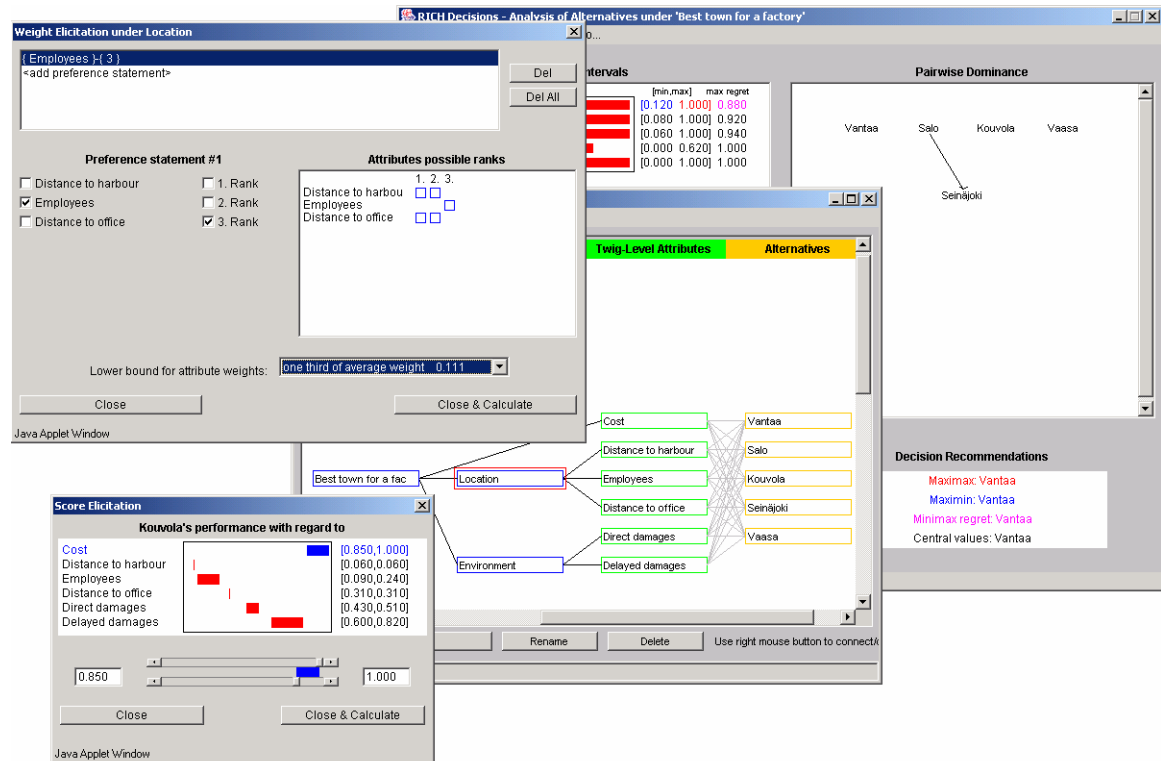 RICH Decisions - Analysis of Alternatives under 'Best town for a factory'
Weight Elicitation under Location
{ Employees }-{ 3 }
<add preference statement>
Del
Del All
Preference statement #1
Distance to harbour
1. Rank
Employees
2. Rank
Distance to office
3. Rank
Attributes possible ranks
1. 2. 3.
Distance to harbou
Employees
Distance to office
Lower bound for attribute weights:
one third of average weight 0.111
Close
Close & Calculate
Java Applet Window
[min,max] max regret
[0.120 1.000] 0.880
[0.080 1.000] 0.920
[0.060 1.000] 0.940
[0.000 0.620] 1.000
[0.000 1.000] 1.000
Pairwise Dominance
Vantaa Salo Kouvola Vaasa
Seinäjoki
Twig-Level Attributes
Alternatives
Best town for a fac
Location
Environment
Cost
Distance to harbour
Employees
Distance to office
Direct damages
Delayed damages
Vantaa
Salo
Kouvola
Seinäjoki
Vaasa
Rename
Delete
Use right mouse button to connect/
Decision Recommendations
Maximax: Vantaa
Maximin: Vantaa
Minimax regret: Vantaa
Central values: Vantaa
Score Elicitation
Kouvola's performance with regard to
Cost [0.850,1.000]
Distance to harbour [0.060,0.060]
Employees [0.090,0.240]
Distance to office [0.310,0.310]
Direct damages [0.430,0.510]
Delayed damages [0.600,0.820]
0.850
1.000
Close
Close & Calculate
Java Applet Window